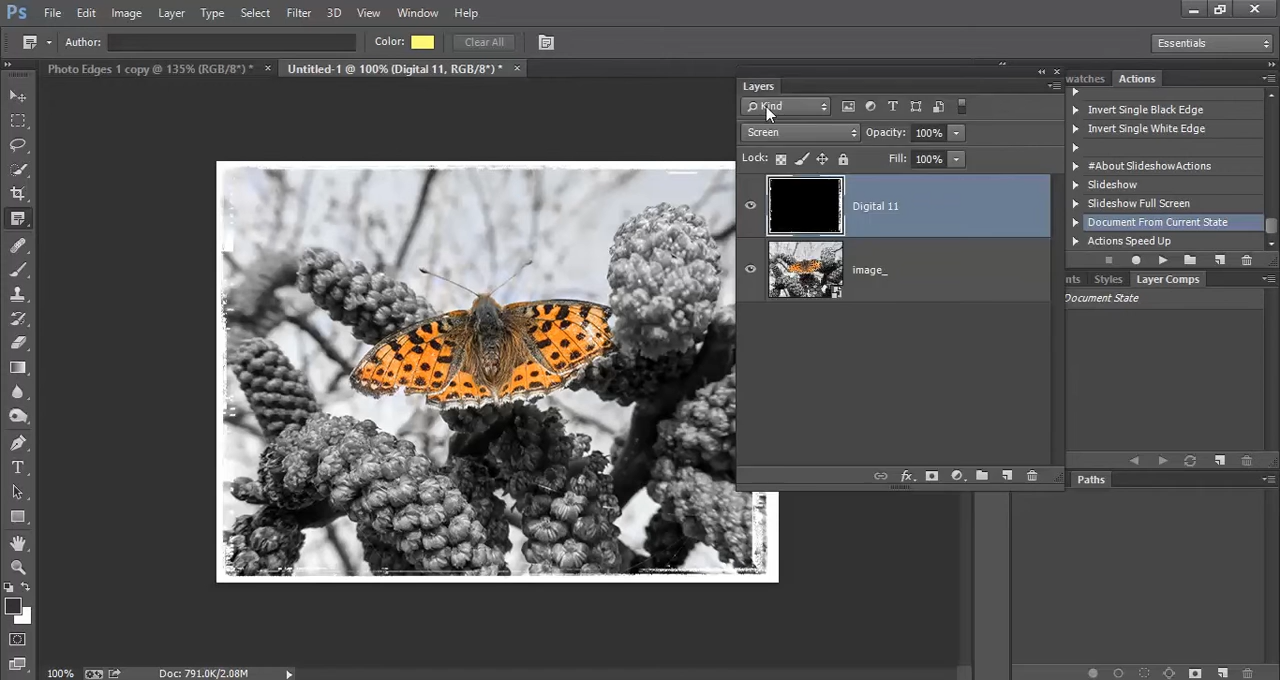 Ps File Edit Image Layer Type Select Filter 3D View Window Help
Author: Color: Clear All Essentials
Photo Edges 1 copy @ 135% (RGB/8*) * × Untitled-1 @ 100% (Digital 11, RGB/8*) * ×
Layers
Kind
Screen Opacity: 100%
Lock: Fill: 100%
Digital 11
image_
watches Actions
Invert Single Black Edge
Invert Single White Edge
#About SlideshowActions
Slideshow
Slideshow Full Screen
Document From Current State
Actions Speed Up
nts Styles Layer Comps
Document State
Paths
T
100% Doc: 791.0K/2.08M